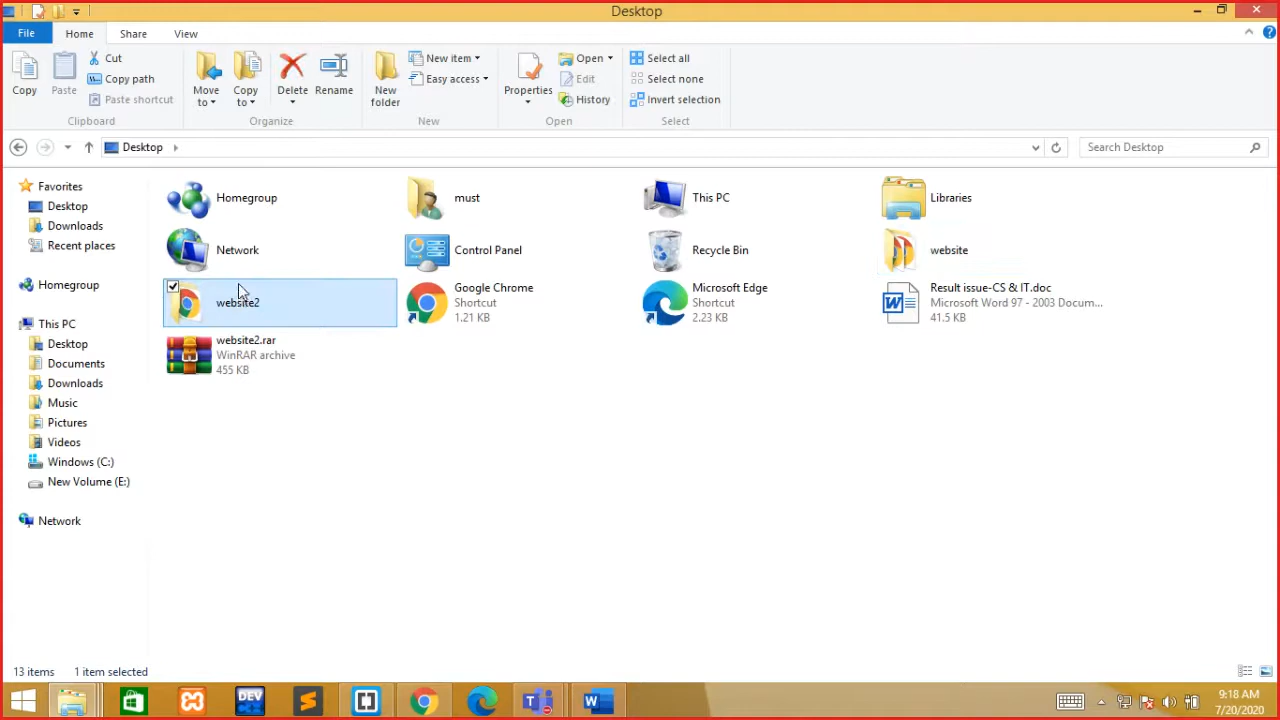 Desktop
File
Home
Share
View
Copy
Paste
Cut
Copy path
Paste shortcut
Clipboard
Move to
Copy to
Delete
Rename
Organize
New folder
New item
Easy access
New
Properties
Open
Edit
History
Open
Select all
Select none
Invert selection
Select
Desktop
Search Desktop
Favorites
Desktop
Downloads
Recent places
Homegroup
This PC
Desktop
Documents
Downloads
Music
Pictures
Videos
Windows (C:)
New Volume (E:)
Network
Homegroup
must
This PC
Libraries
Network
Control Panel
Recycle Bin
website
website2
Google Chrome
Shortcut
1.21 KB
Microsoft Edge
Shortcut
2.23 KB
Result issue-CS & IT.doc
Microsoft Word 97 - 2003 Docum...
41.5 KB
website2.rar
WinRAR archive
455 KB
13 items
1 item selected
DEV
9:18 AM
7/20/2020